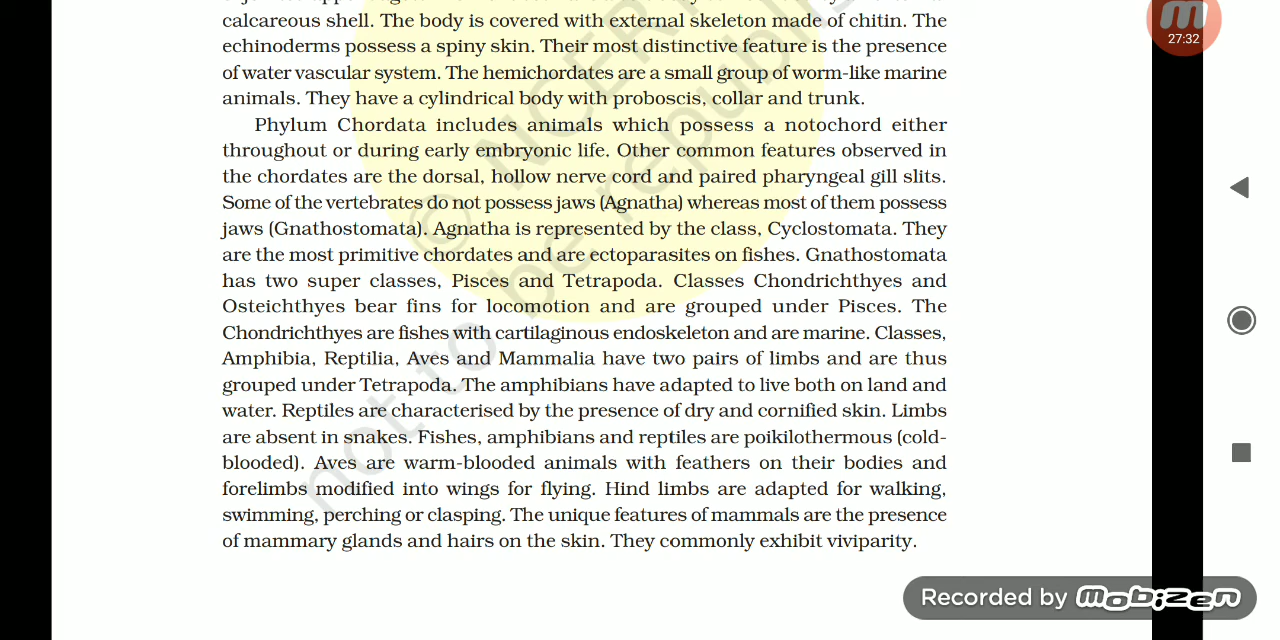 calcareous shell. The body is covered with external skeleton made of chitin. The
echinoderms possess a spiny skin. Their most distinctive feature is the presence
of water vascular system. The hemichordates are a small group of worm-like marine
animals. They have a cylindrical body with proboscis, collar and trunk.
Phylum Chordata includes animals which possess a notochord either
throughout or during early embryonic life. Other common features observed in
the chordates are the dorsal, hollow nerve cord and paired pharyngeal gill slits.
Some of the vertebrates do not possess jaws (Agnatha) whereas most of them possess
jaws (Gnathostomata). Agnatha is represented by the class, Cyclostomata. They
are the most primitive chordates and are ectoparasites on fishes. Gnathostomata
has two super classes, Pisces and Tetrapoda. Classes Chondrichthyes and
Osteichthyes bear fins for locomotion and are grouped under Pisces. The
Chondrichthyes are fishes with cartilaginous endoskeleton and are marine. Classes,
Amphibia, Reptilia, Aves and Mammalia have two pairs of limbs and are thus
grouped under Tetrapoda. The amphibians have adapted to live both on land and
water. Reptiles are characterised by the presence of dry and cornified skin. Limbs
are absent in snakes. Fishes, amphibians and reptiles are poikilothermous (cold-
blooded). Aves are warm-blooded animals with feathers on their bodies and
forelimbs modified into wings for flying. Hind limbs are adapted for walking,
swimming, perching or clasping. The unique features of mammals are the presence
of mammary glands and hairs on the skin. They commonly exhibit viviparity.
© NCERT
not to be republi
m
27:32
Recorded by mobizen